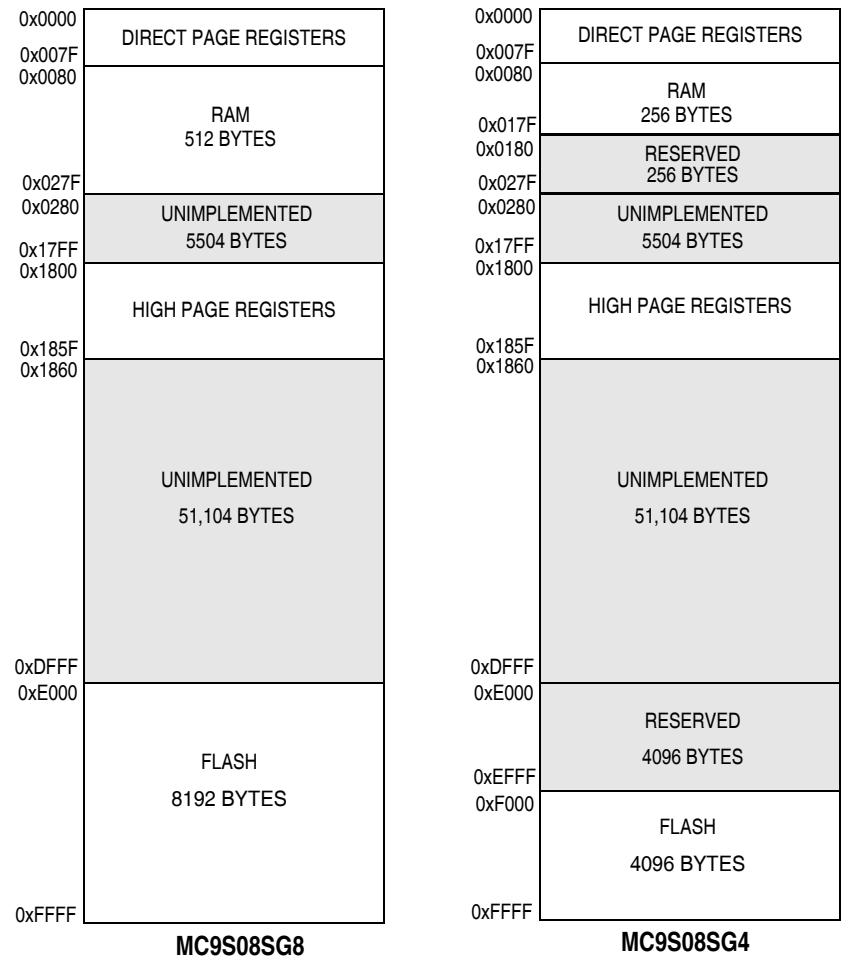 0x0000
DIRECT PAGE REGISTERS
0x007F
0x0080
RAM
512 BYTES
0x027F
0x0280
UNIMPLEMENTED
5504 BYTES
0x17FF
0x1800
HIGH PAGE REGISTERS
0x185F
0x1860
UNIMPLEMENTED
51,104 BYTES
0xDFFF
0xE000
FLASH
8192 BYTES
0xFFFF
MC9S08SG8
0x0000
DIRECT PAGE REGISTERS
0x007F
0x0080
RAM
256 BYTES
0x017F
0x0180
RESERVED
256 BYTES
0x027F
0x0280
UNIMPLEMENTED
5504 BYTES
0x17FF
0x1800
HIGH PAGE REGISTERS
0x185F
0x1860
UNIMPLEMENTED
51,104 BYTES
0xDFFF
0xE000
RESERVED
4096 BYTES
0xEFFF
0xF000
FLASH
4096 BYTES
0xFFFF
MC9S08SG4